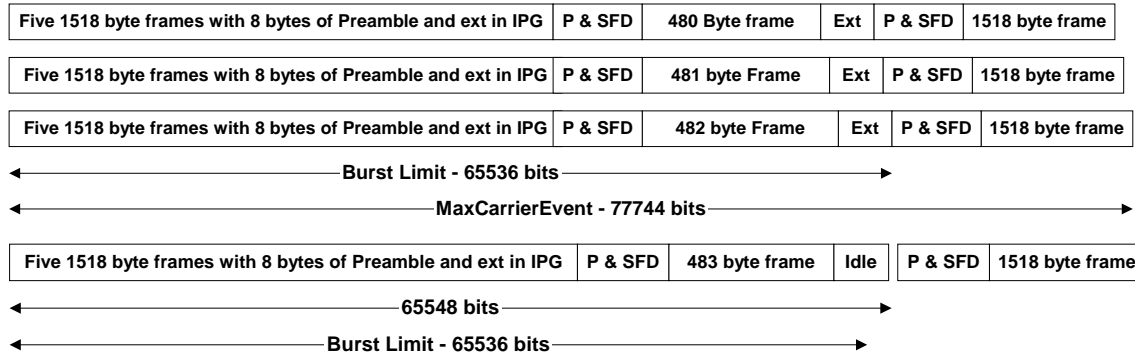 Five 1518 byte frames with 8 bytes of Preamble and ext in IPG P & SFD 480 Byte frame Ext P & SFD 1518 byte frame
Five 1518 byte frames with 8 bytes of Preamble and ext in IPG P & SFD 481 byte Frame Ext P & SFD 1518 byte frame
Five 1518 byte frames with 8 bytes of Preamble and ext in IPG P & SFD 482 byte Frame Ext P & SFD 1518 byte frame
Burst Limit - 65536 bits
MaxCarrierEvent - 77744 bits
Five 1518 byte frames with 8 bytes of Preamble and ext in IPG P & SFD 483 byte frame Idle P & SFD 1518 byte frame
65548 bits
Burst Limit - 65536 bits